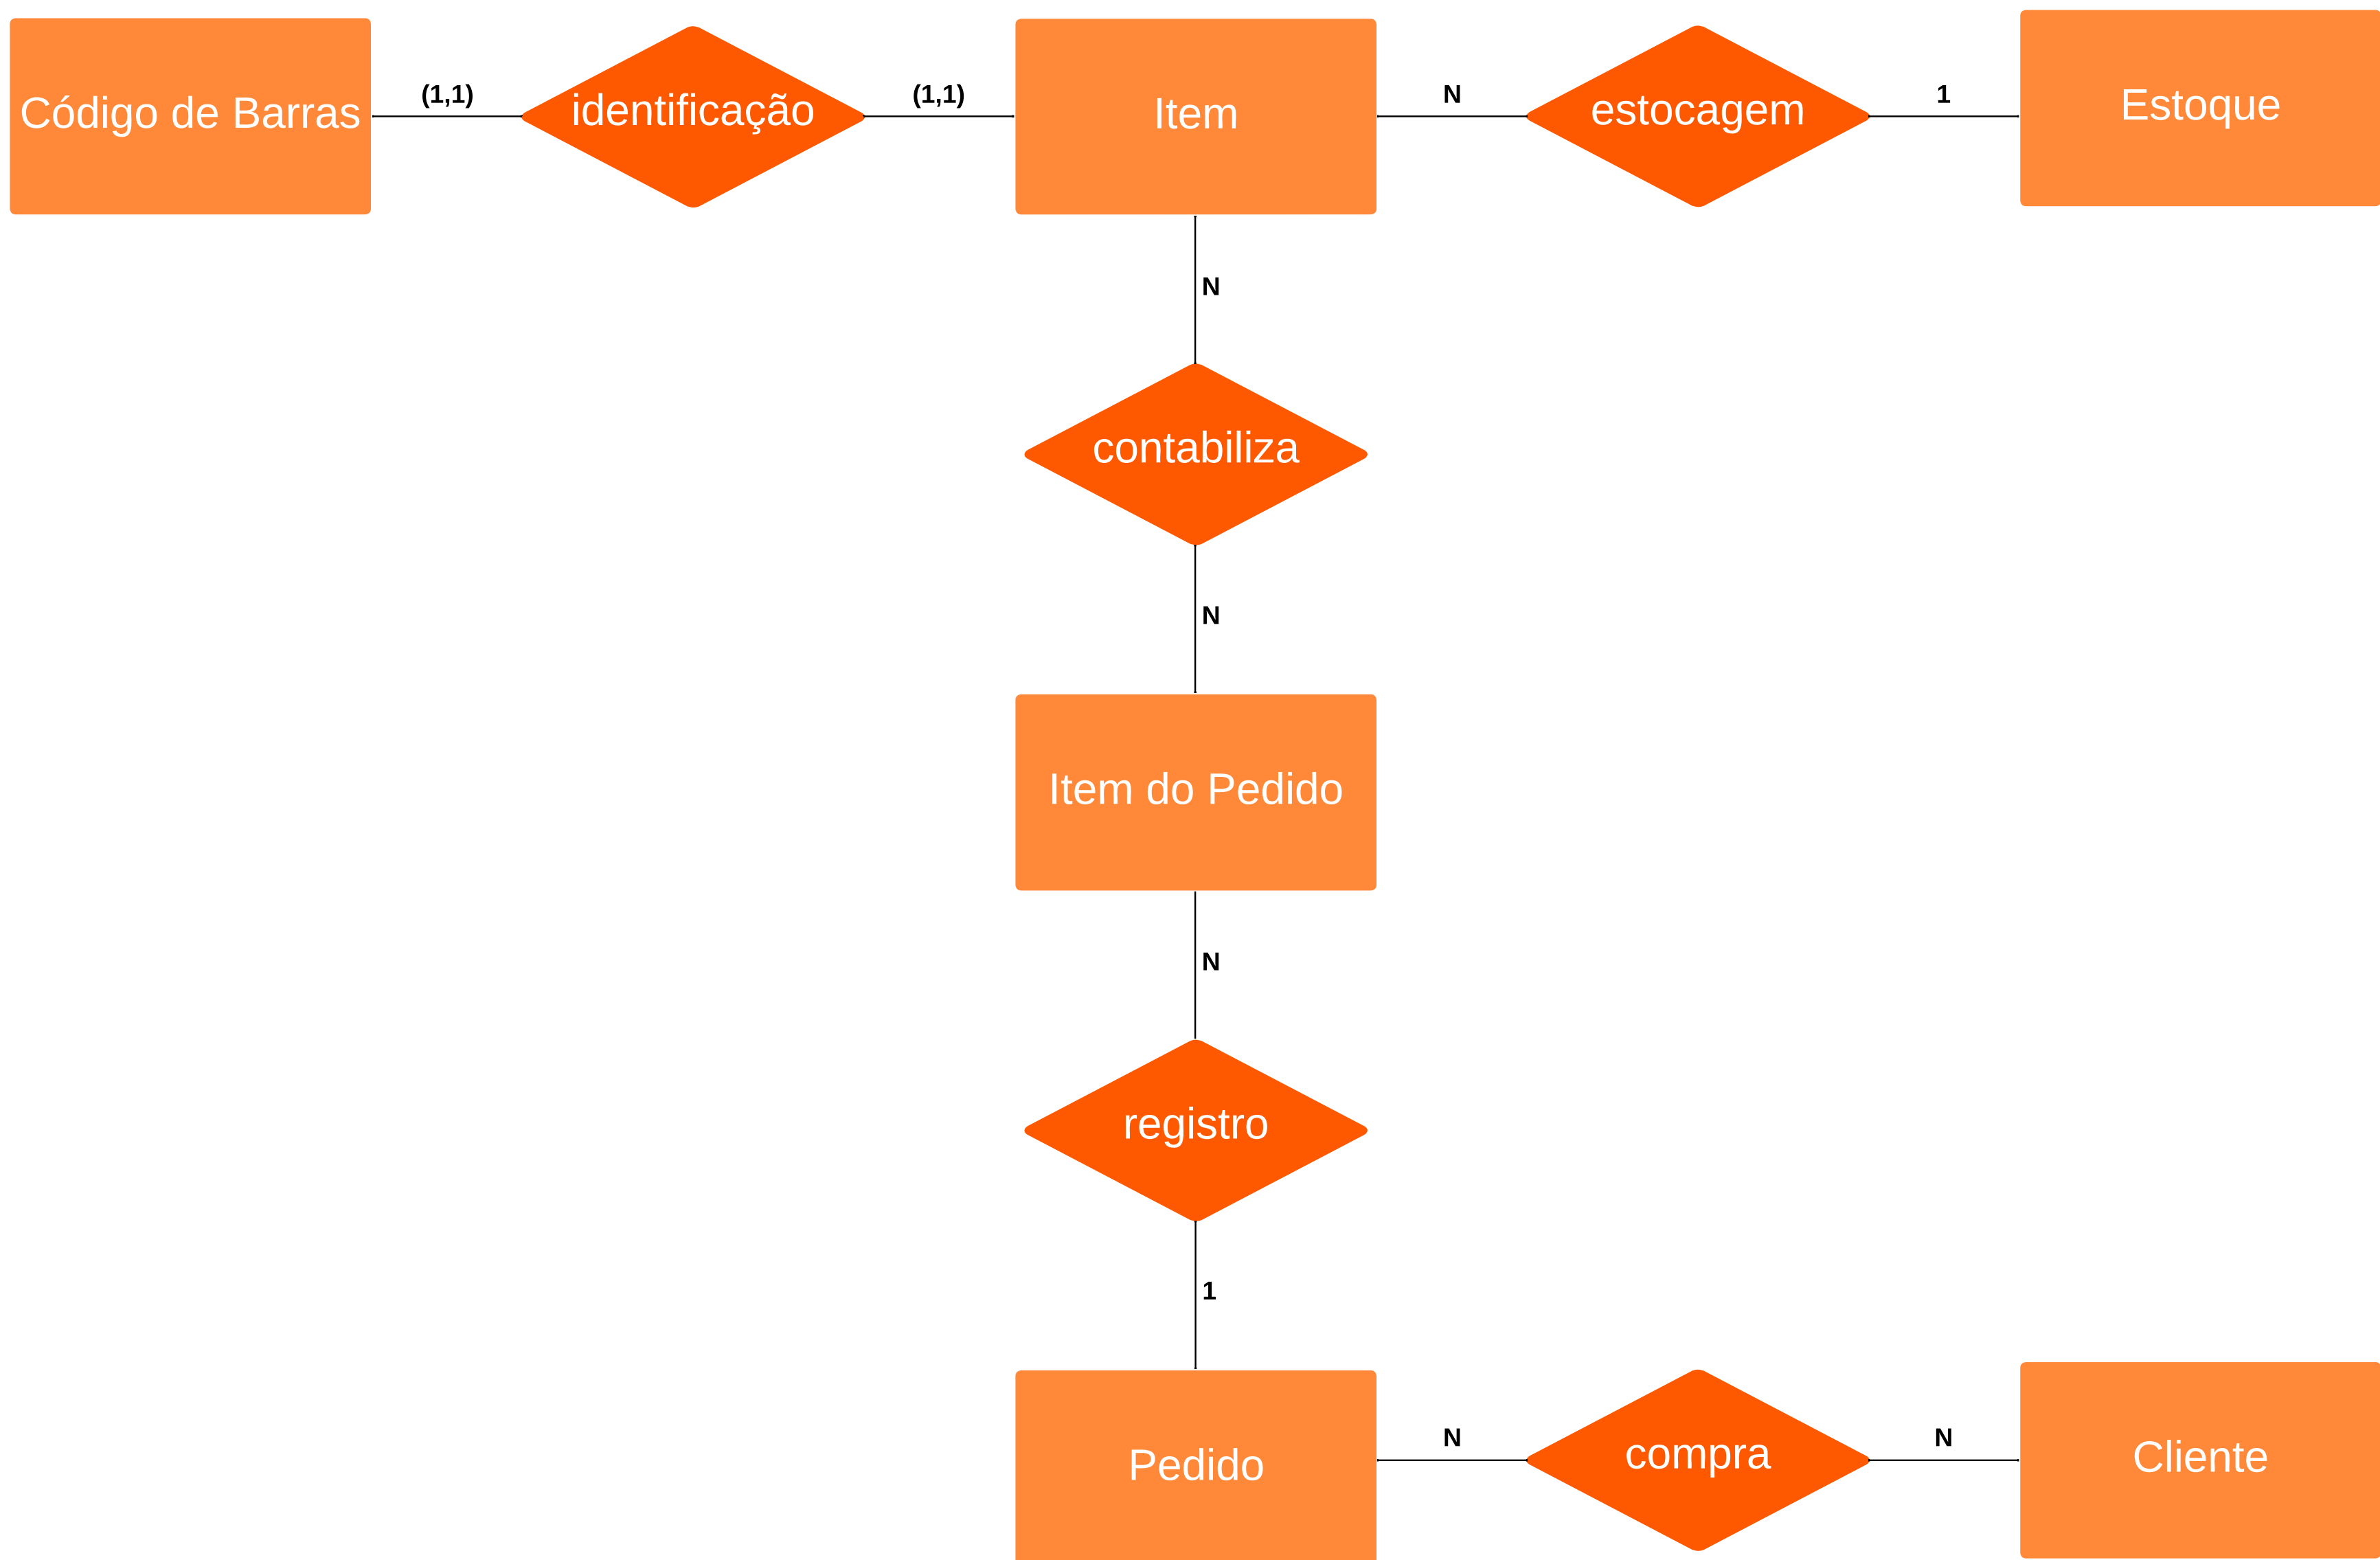 Código de Barras
(1,1)
identificação
(1,1)
Item
N
estocagem
1
Estoque
N
contabiliza
N
Item do Pedido
N
registro
1
Pedido
N
compra
N
Cliente